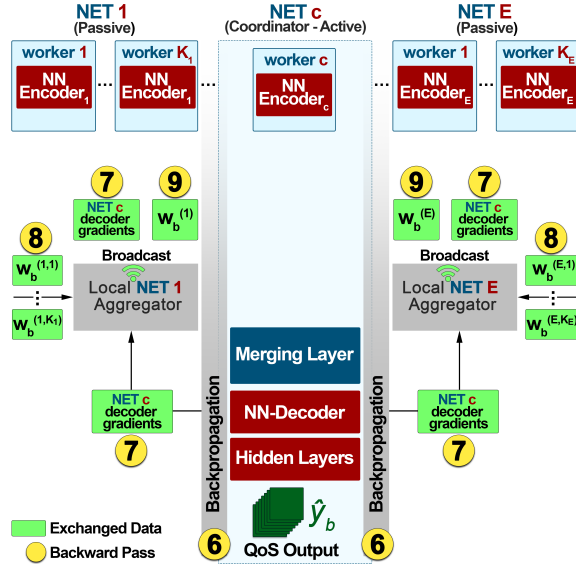 NET 1
(Passive)
NET c
(Coordinator - Active)
NET E
(Passive)
worker 1
NN
Encoder1
...
worker K1
NN
Encoder1
...
worker c
NN
Encoderc
...
worker 1
NN
EncoderE
...
worker KE
NN
EncoderE
7
NET c
decoder
gradients
9
Wb(1)
8
Wb(1,1)
Wb(1,K1)
Broadcast
Local NET 1
Aggregator
9
Wb(E)
7
NET c
decoder
gradients
8
Wb(E,1)
Wb(E,KE)
Broadcast
Local NET E
Aggregator
Merging Layer
NN-Decoder
Hidden Layers
Backpropagation
Backpropagation
NET c
decoder
gradients
7
NET c
decoder
gradients
7
6
6
ŷb
QoS Output
Exchanged Data
Backward Pass